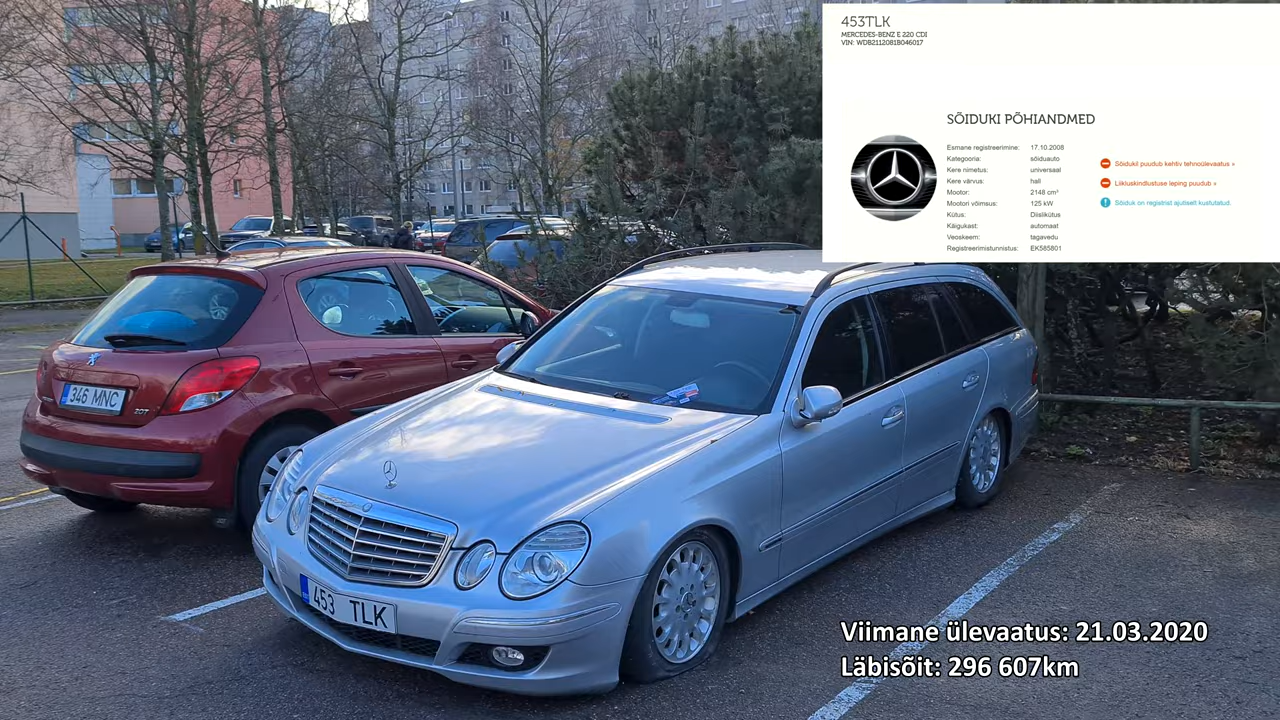 453TLK
MERCEDES-BENZ E 220 CDI
VIN: WDB2112081B046017
SÕIDUKI PÕHIANDMED
Esmane registreerimine: 17.10.2008
Kategooria: sõiduauto
Kere nimetus: universaal
Kere värvus: hall
Mootor: 2148 cm³
Mootori võimsus: 125 kW
Kütus: Diislikütus
Käigukast: automaat
Veoskeem: tagavedu
Registreerimistunnistus: EK585801
Sõidukil puudub kehtiv tehnoülevaatus »
Liikluskindlustuse leping puudub »
Sõiduk on registrist ajutiselt kustutatud.
346 MNC
207
453 TLK
Viimane ülevaatus: 21.03.2020
Läbisõit: 296 607km